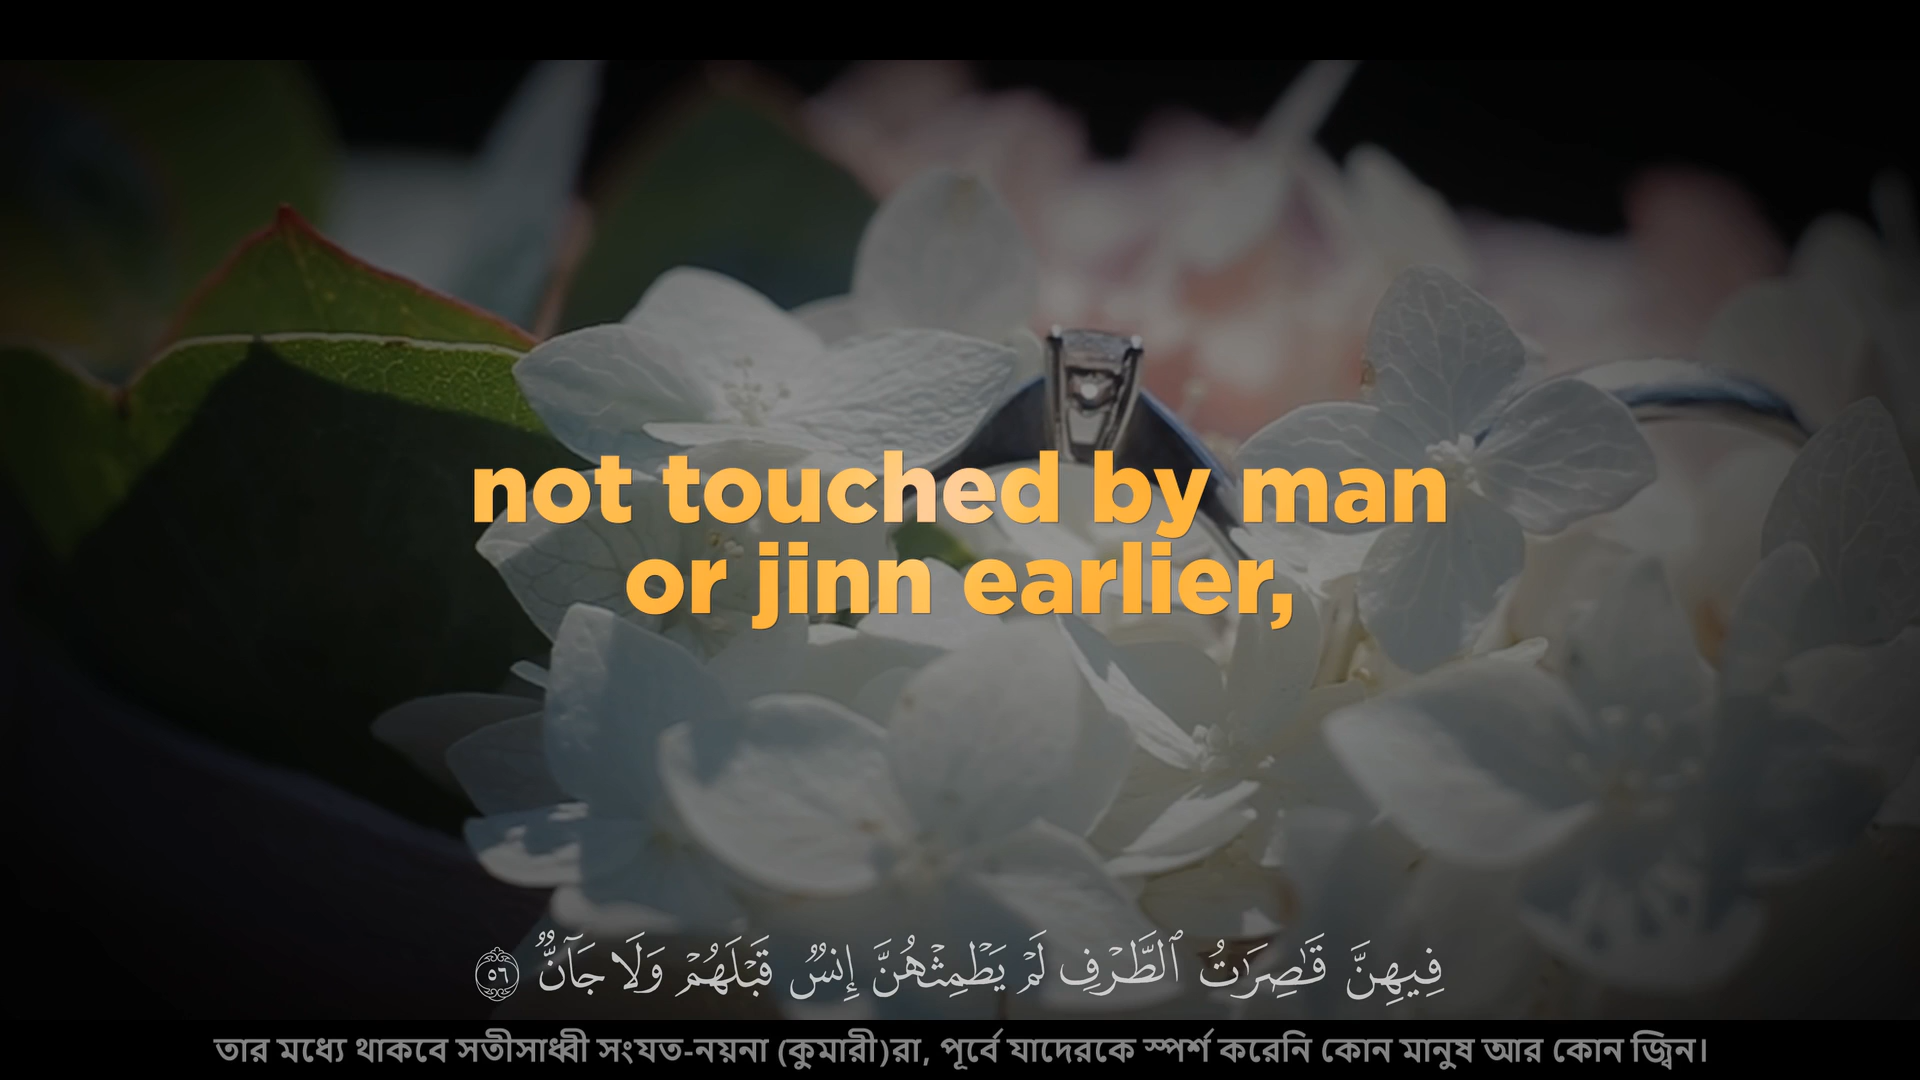 not touched by man
or jinn earlier,
فِيهِنَّ قَٰصِرَٰتُ ٱلطَّرْفِ لَمْ يَطْمِثْهُنَّ إِنسٌ قَبْلَهُمْ وَلَا جَآنٌّ ٥٦
তার মধ্যে থাকবে সতীসাধ্বী সংযত-নয়না (কুমারী)রা, পূর্বে যাদেরকে স্পর্শ করেনি কোন মানুষ আর কোন জ্বিন।